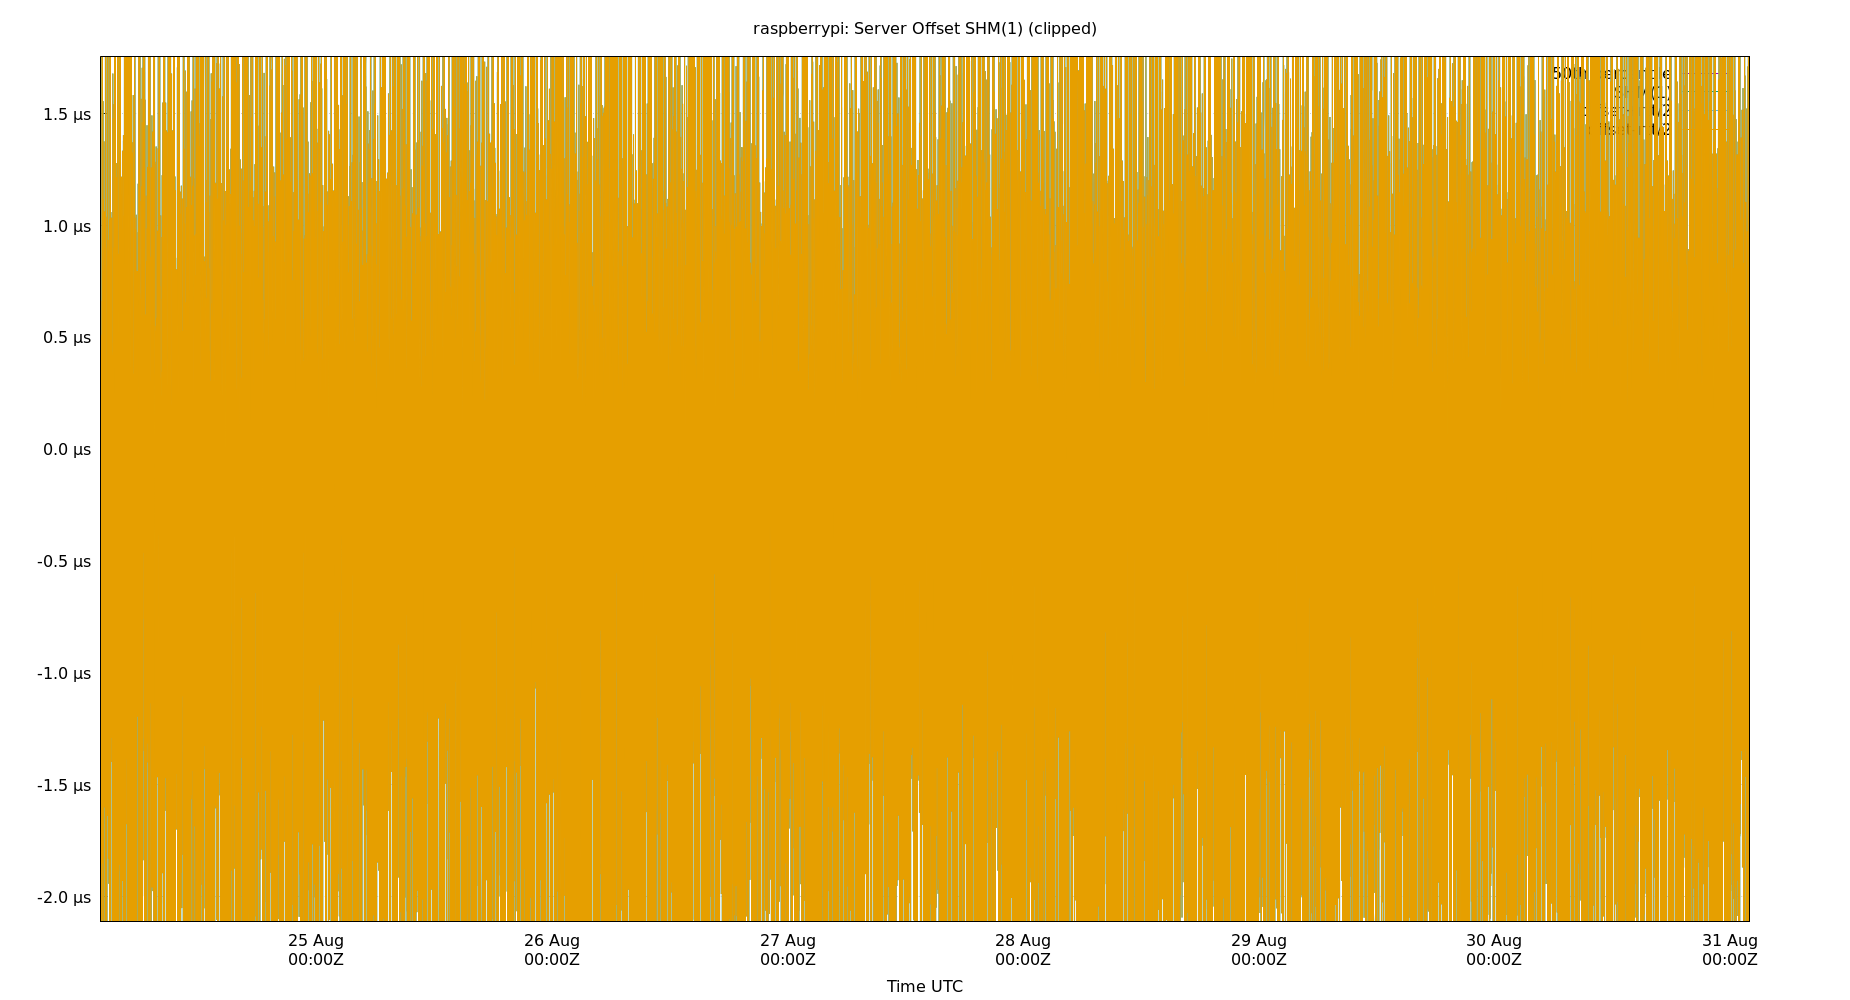 raspberrypi: Server Offset SHM(1) (clipped)
50th
1.5 µs
1.0 µs
0.5 µs
0.0 µs
-0.5 µs
-1.0 µs
-1.5 µs
-2.0 µs
25 Aug 26 Aug 27 Aug 28 Aug 29 Aug 30 Aug 31 Aug
00:00Z 00:00Z 00:00Z 00:00Z 00:00Z 00:00Z 00:00Z
Time UTC